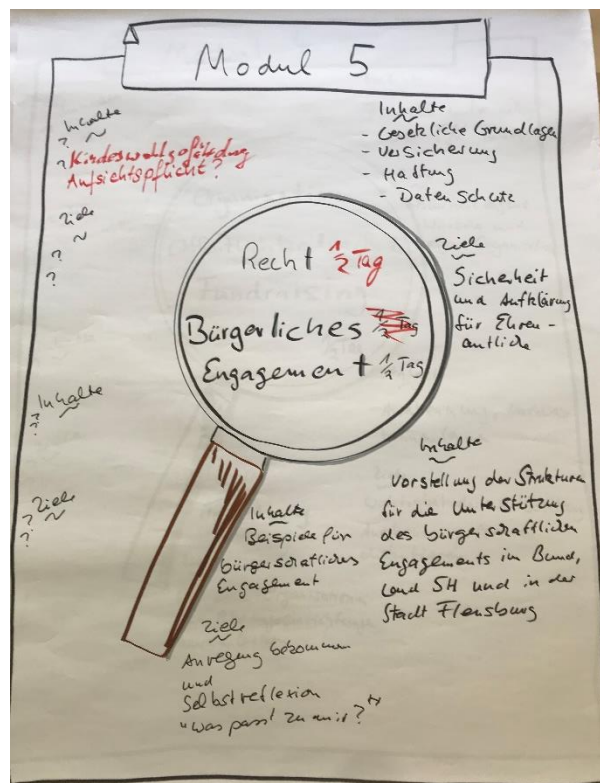 Modul 5
Inhalte
?
? Kindeswohlgefährdung
Aufsichtspflicht?
Ziele
?
?
Inhalte
- Gesetzliche Grundlagen
- Versicherung
- Haftung
- Datenschutz
Ziele
Sicherheit
und Aufklärung
für Ehren-
amtliche
Recht 1/2 Tag
Bürgerliches
Engagement 1/2 Tag
Inhalte
??
Ziele
?
?
Inhalte
Vorstellung der Strukturen
für die Unterstützung
des bürgerschaftlichen
Engagements im Bund,
Land SH und in der
Stadt Flensburg
Inhalte
Beispiele für
bürgerschaftliches
Engagement
Ziele
Anregung bekommen
und
Selbstreflexion
"Was passt zu mir?"